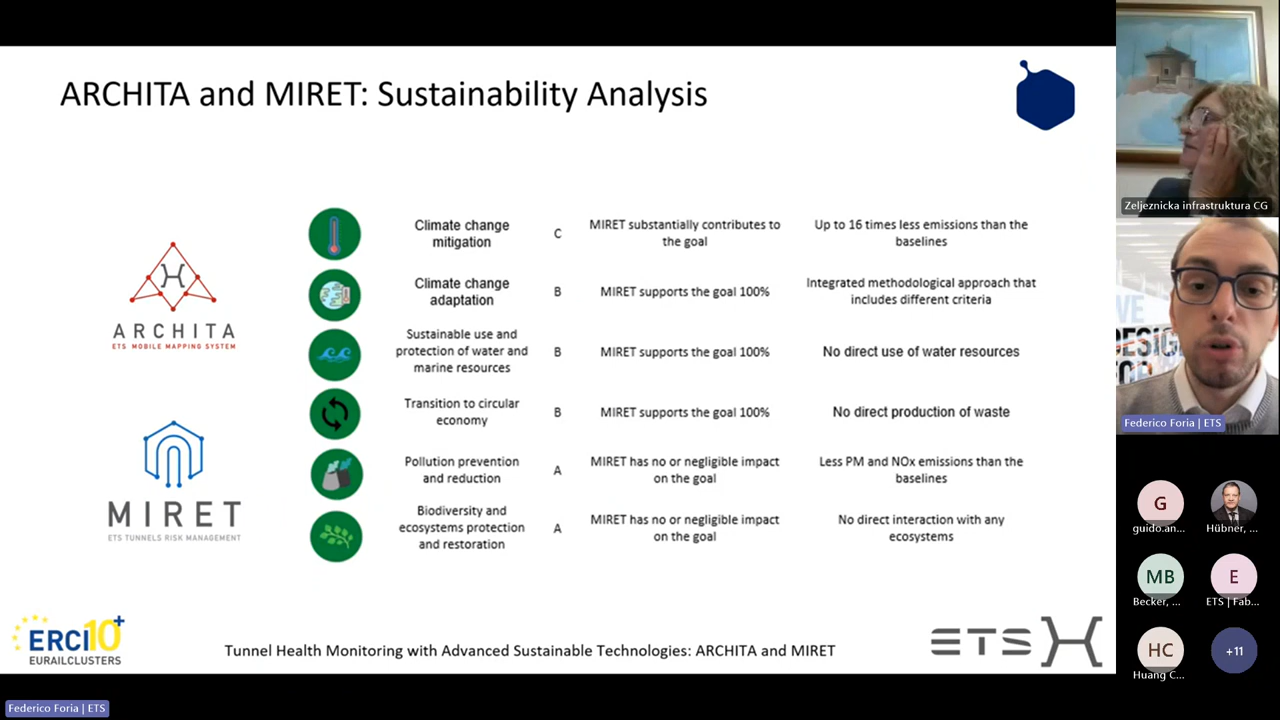 ARCHITA and MIRET: Sustainability Analysis
ARCHITA
ETS MOBILE MAPPING SYSTEM
MIRET
ETS TUNNELS RISK MANAGEMENT
Climate change
mitigation
C
MIRET substantially contributes to
the goal
Up to 16 times less emissions than the
baselines
Climate change
adaptation
B
MIRET supports the goal 100%
Integrated methodological approach that
includes different criteria
Sustainable use and
protection of water and
marine resources
B
MIRET supports the goal 100%
No direct use of water resources
Transition to circular
economy
B
MIRET supports the goal 100%
No direct production of waste
Pollution prevention
and reduction
A
MIRET has no or negligible impact
on the goal
Less PM and NOx emissions than the
baselines
Biodiversity and
ecosystems protection
and restoration
A
MIRET has no or negligible impact
on the goal
No direct interaction with any
ecosystems
ERCI10+
EURAILCLUSTERS
Tunnel Health Monitoring with Advanced Sustainable Technologies: ARCHITA and MIRET
ETS
Federico Foria | ETS
Zeljeznicka infrastruktura CG
WE
DESIGN
FOR
Federico Foria | ETS
G
guido.an...
Hübner, ...
MB
Becker, ...
E
ETS | Fab...
HC
Huang C...
+11